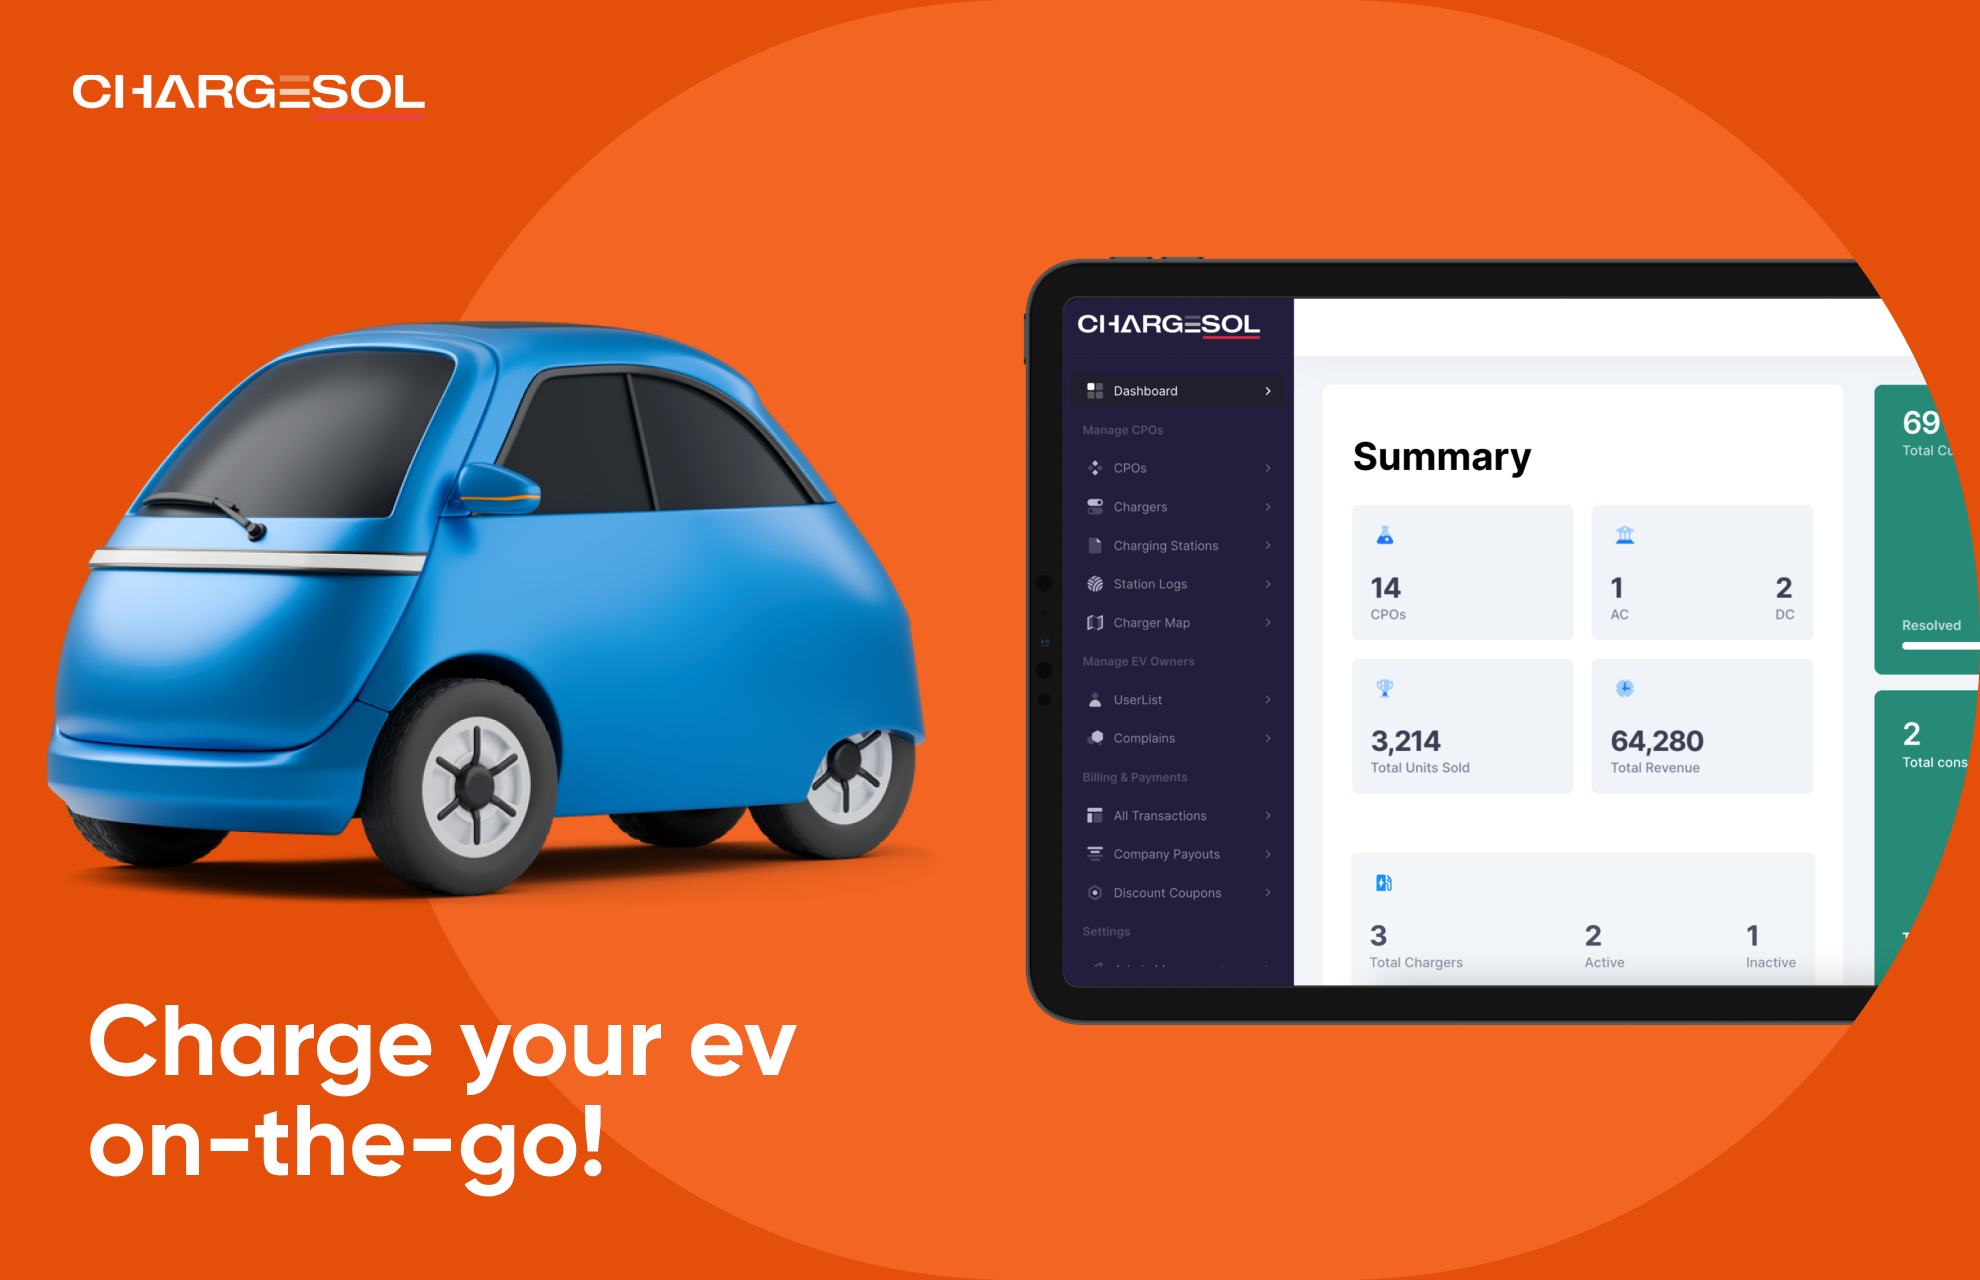 CHARGESOL
CHARGESOL
Dashboard
Manage CPOs
CPOs
Chargers
Charging Stations
Station Logs
Charger Map
Manage EV Owners
UserList
Complains
Billing & Payments
All Transactions
Company Payouts
Discount Coupons
Settings
Summary
14
CPOs
1 2
AC DC
3,214
Total Units Sold
64,280
Total Revenue
3 2 1
Total Chargers Active Inactive
69
Total
Resolved
2
Total cons
Charge your ev
on-the-go!